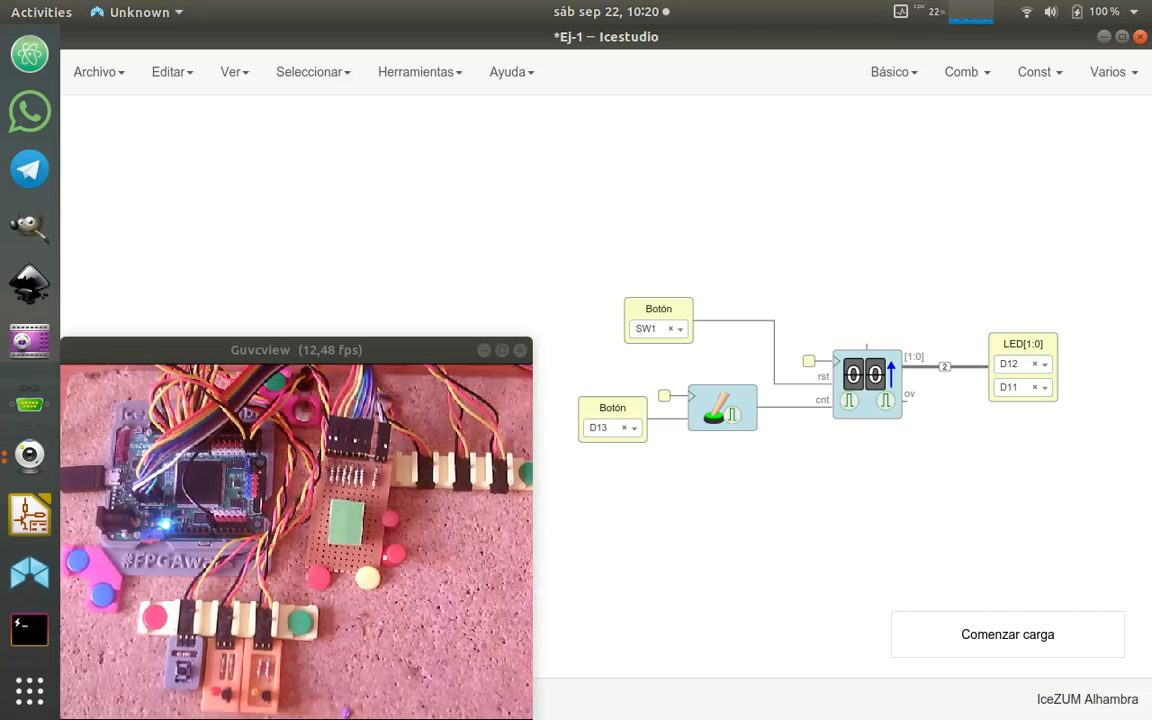 Activities
Unknown
sáb sep 22, 10:20
cpu
22%
100 %
*Ej-1 – Icestudio
Archivo
Editar
Ver
Seleccionar
Herramientas
Ayuda
Básico
Comb
Const
Varios
Botón
SW1
Botón
D13
rst
cnt
00
[1:0]
ov
2
LED[1:0]
D12
D11
Guvcview (12,48 fps)
*FPGAwars
Comenzar carga
IceZUM Alhambra